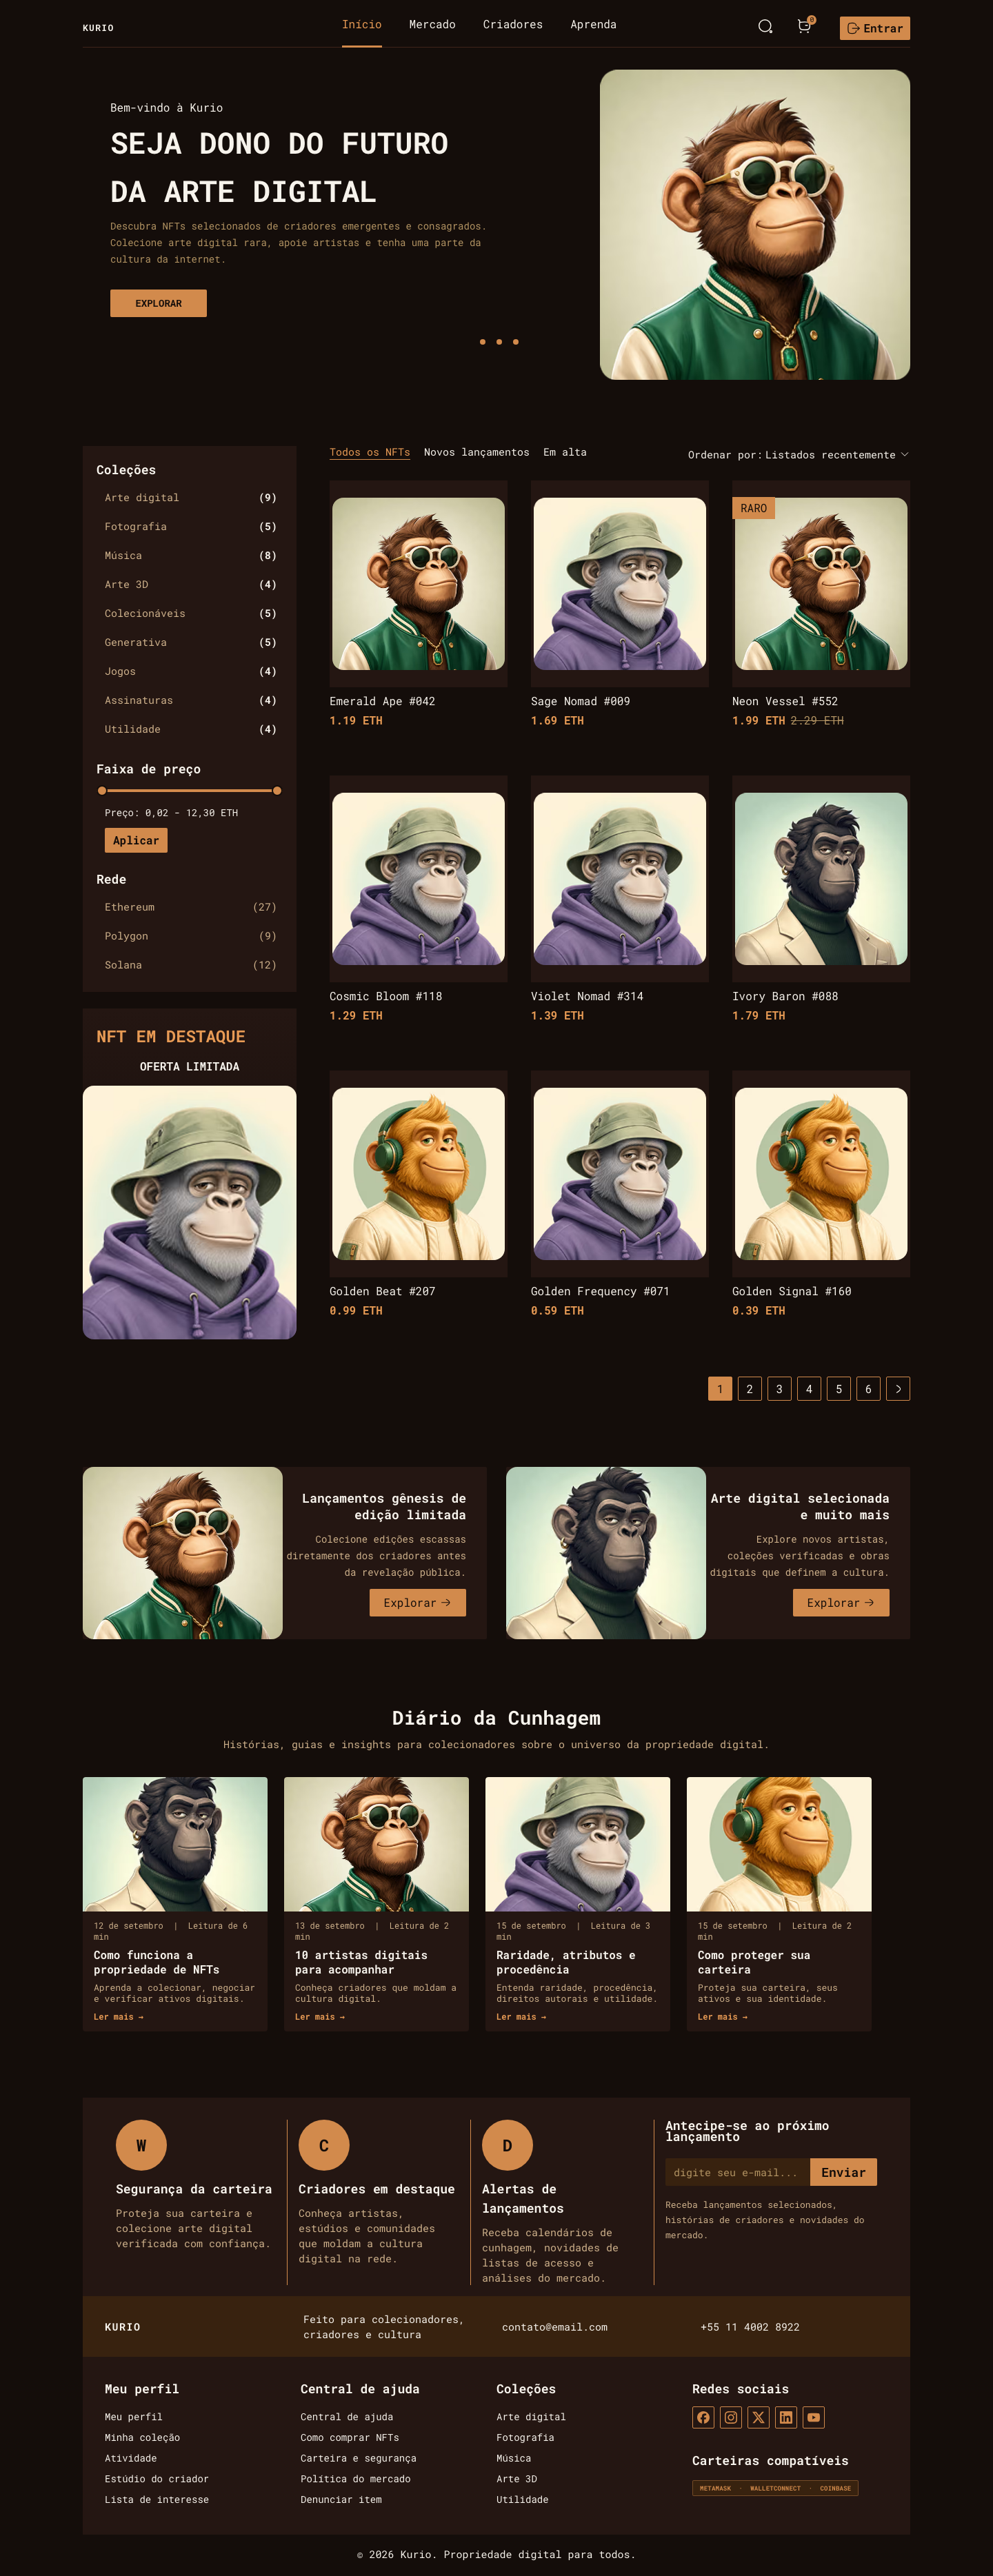 KURIO
Início
Mercado
Criadores
Aprenda
Entrar
Bem-vindo à Kurio
SEJA DONO DO FUTURO
DA ARTE DIGITAL
Descubra NFTs selecionados de criadores emergentes e consagrados.
Colecione arte digital rara, apoie artistas e tenha uma parte da
cultura da internet.
EXPLORAR
Coleções
Arte digital (9)
Fotografia (5)
Música (8)
Arte 3D (4)
Colecionáveis (5)
Generativa (5)
Jogos (4)
Assinaturas (4)
Utilidade (4)
Faixa de preço
Preço: 0,02 - 12,30 ETH
Aplicar
Rede
Ethereum (27)
Polygon (9)
Solana (12)
NFT EM DESTAQUE
OFERTA LIMITADA
Todos os NFTs
Novos lançamentos
Em alta
Ordenar por: Listados recentemente
RARO
Emerald Ape #042
1.19 ETH
Sage Nomad #009
1.69 ETH
Neon Vessel #552
1.99 ETH 2.29 ETH
Cosmic Bloom #118
1.29 ETH
Violet Nomad #314
1.39 ETH
Ivory Baron #088
1.79 ETH
Golden Beat #207
0.99 ETH
Golden Frequency #071
0.59 ETH
Golden Signal #160
0.39 ETH
1 2 3 4 5 6
Lançamentos gênesis de
edição limitada
Colecione edições escassas
diretamente dos criadores antes
da revelação pública.
Explorar →
Arte digital selecionada
e muito mais
Explore novos artistas,
coleções verificadas e obras
digitais que definem a cultura.
Explorar →
Diário da Cunhagem
Histórias, guias e insights para colecionadores sobre o universo da propriedade digital.
12 de setembro | Leitura de 6
min
Como funciona a
propriedade de NFTs
Aprenda a colecionar, negociar
e verificar ativos digitais.
Ler mais →
13 de setembro | Leitura de 2
min
10 artistas digitais
para acompanhar
Conheça criadores que moldam a
cultura digital.
Ler mais →
15 de setembro | Leitura de 3
min
Raridade, atributos e
procedência
Entenda raridade, procedência,
direitos autorais e utilidade.
Ler mais →
15 de setembro | Leitura de 2
min
Como proteger sua
carteira
Proteja sua carteira, seus
ativos e sua identidade.
Ler mais →
W
Segurança da carteira
Proteja sua carteira e
colecione arte digital
verificada com confiança.
C
Criadores em destaque
Conheça artistas,
estúdios e comunidades
que moldam a cultura
digital na rede.
D
Alertas de
lançamentos
Receba calendários de
cunhagem, novidades de
listas de acesso e
análises do mercado.
Antecipe-se ao próximo
lançamento
digite seu e-mail...
Enviar
Receba lançamentos selecionados,
histórias de criadores e novidades do
mercado.
KURIO
Feito para colecionadores,
criadores e cultura
contato@email.com
+55 11 4002 8922
Meu perfil
Meu perfil
Minha coleção
Atividade
Estúdio do criador
Lista de interesse
Central de ajuda
Central de ajuda
Como comprar NFTs
Carteira e segurança
Política do mercado
Denunciar item
Coleções
Arte digital
Fotografia
Música
Arte 3D
Utilidade
Redes sociais
Carteiras compatíveis
METAMASK · WALLETCONNECT · COINBASE
© 2026 Kurio. Propriedade digital para todos.